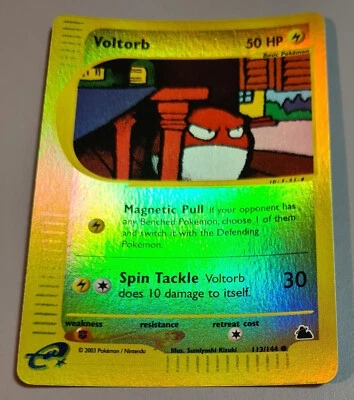 Voltorb
50 HP
Basic Pokémon
Magnetic Pull If your opponent has
any Benched Pokémon, choose 1 of them
and switch it with the Defending
Pokémon.
Spin Tackle Voltorb 30
does 10 damage to itself.
weakness resistance retreat cost
© 2003 Pokémon / Nintendo Illus. Sumiyoshi Kizuki 113/144